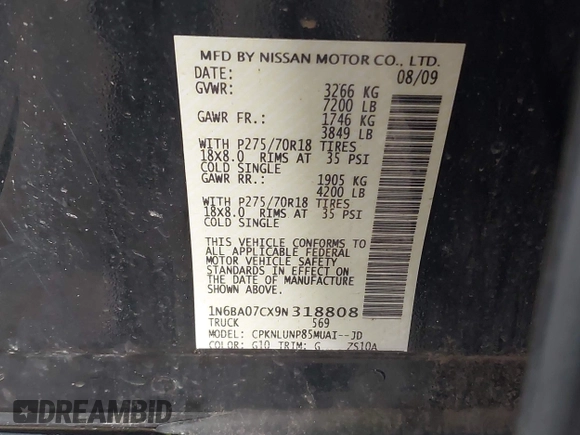 MFD BY NISSAN MOTOR CO., LTD.
DATE: 08/09
GVWR: 3266 KG
7200 LB
GAWR FR.: 1746 KG
3849 LB
WITH P275/70R18 TIRES
18X8.0 RIMS AT 35 PSI
COLD SINGLE
GAWR RR.: 1905 KG
4200 LB
WITH P275/70R18 TIRES
18X8.0 RIMS AT 35 PSI
COLD SINGLE
THIS VEHICLE CONFORMS TO
ALL APPLICABLE FEDERAL
MOTOR VEHICLE SAFETY
STANDARDS IN EFFECT ON
THE DATE OF MANUFACTURE
SHOWN ABOVE.
1N6BA07CX9N318808
TRUCK 569
MODEL: CPKNLUNP85MUAI--JD
COLOR: G10 TRIM: G ZS10A
DREAMBID